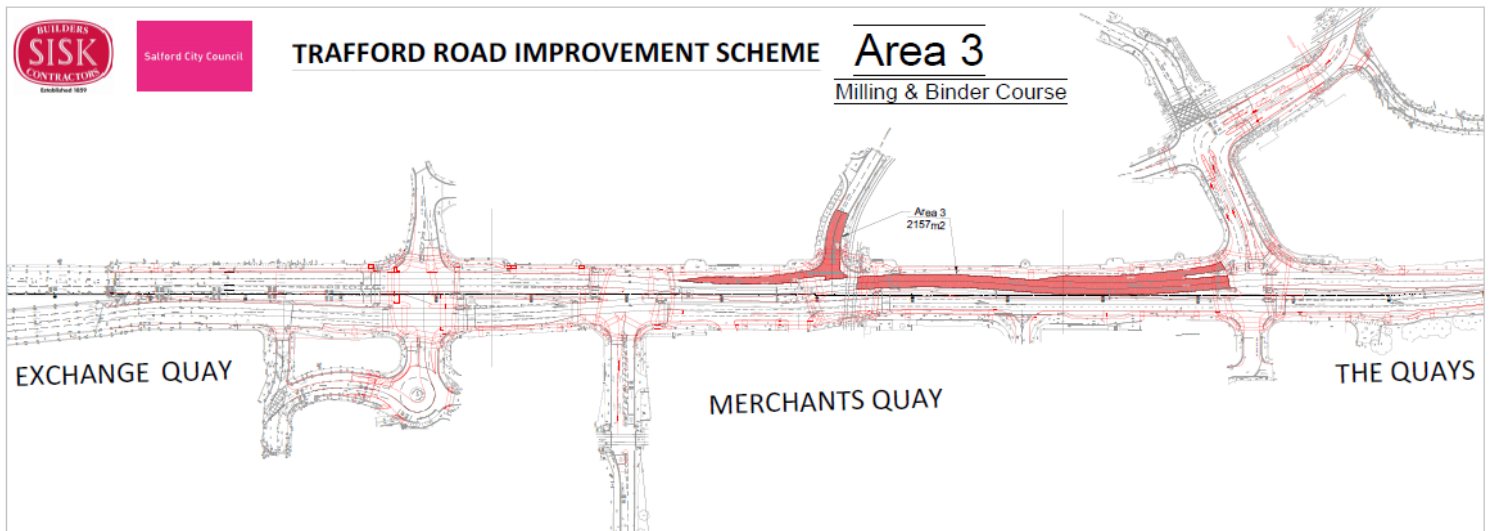 BUILDERS
SISK
CONTRACTORS
Established 1859
Salford City Council
TRAFFORD ROAD IMPROVEMENT SCHEME
Area 3
Milling & Binder Course
Area 3
2157m2
EXCHANGE QUAY
MERCHANTS QUAY
THE QUAYS